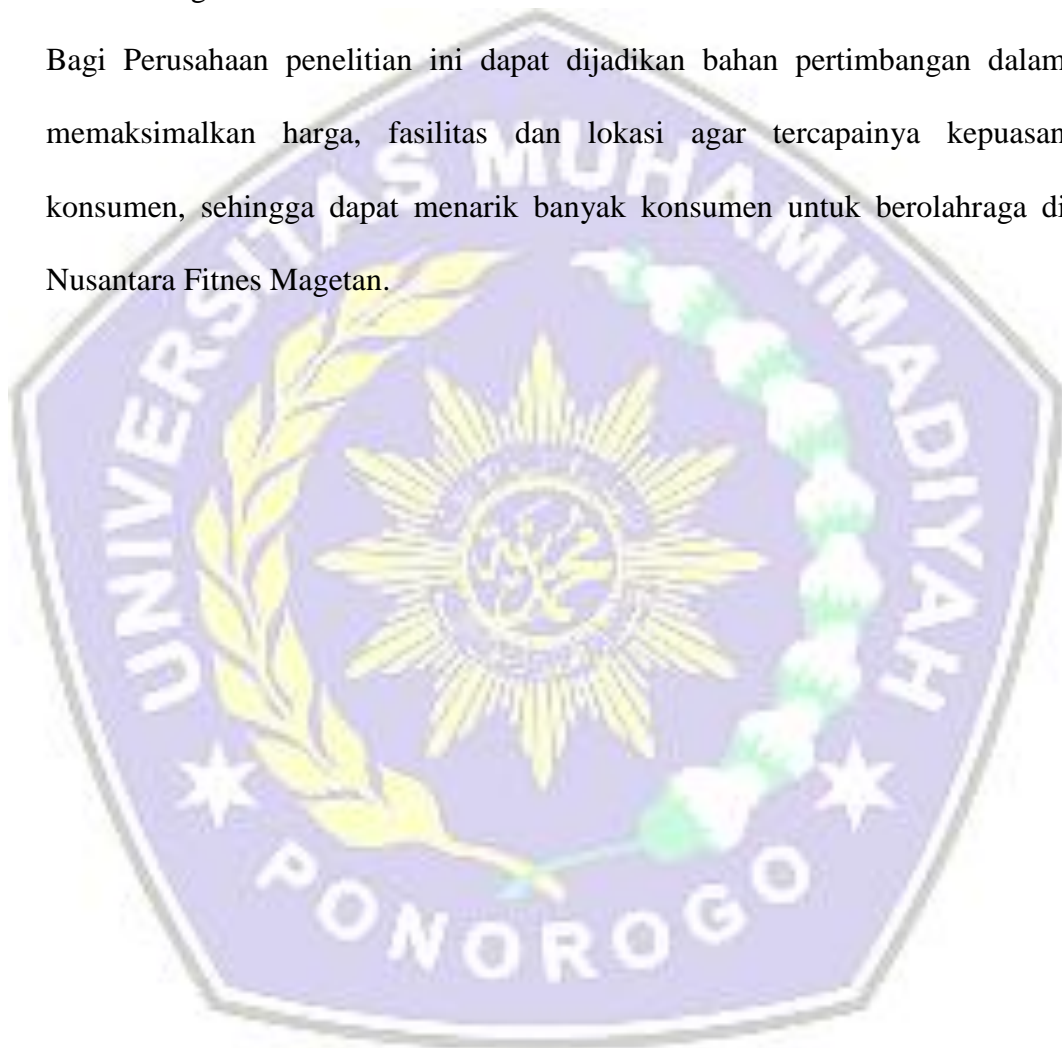 Bagi Perusahaan penelitian ini dapat dijadikan bahan pertimbangan dalam
memaksimalkan harga, fasilitas dan lokasi agar tercapainya kepuasan
konsumen, sehingga dapat menarik banyak konsumen untuk berolahraga di
Nusantara Fitnes Magetan.
UNIVERSITAS MUHAMMADIYAH
PONOROGO